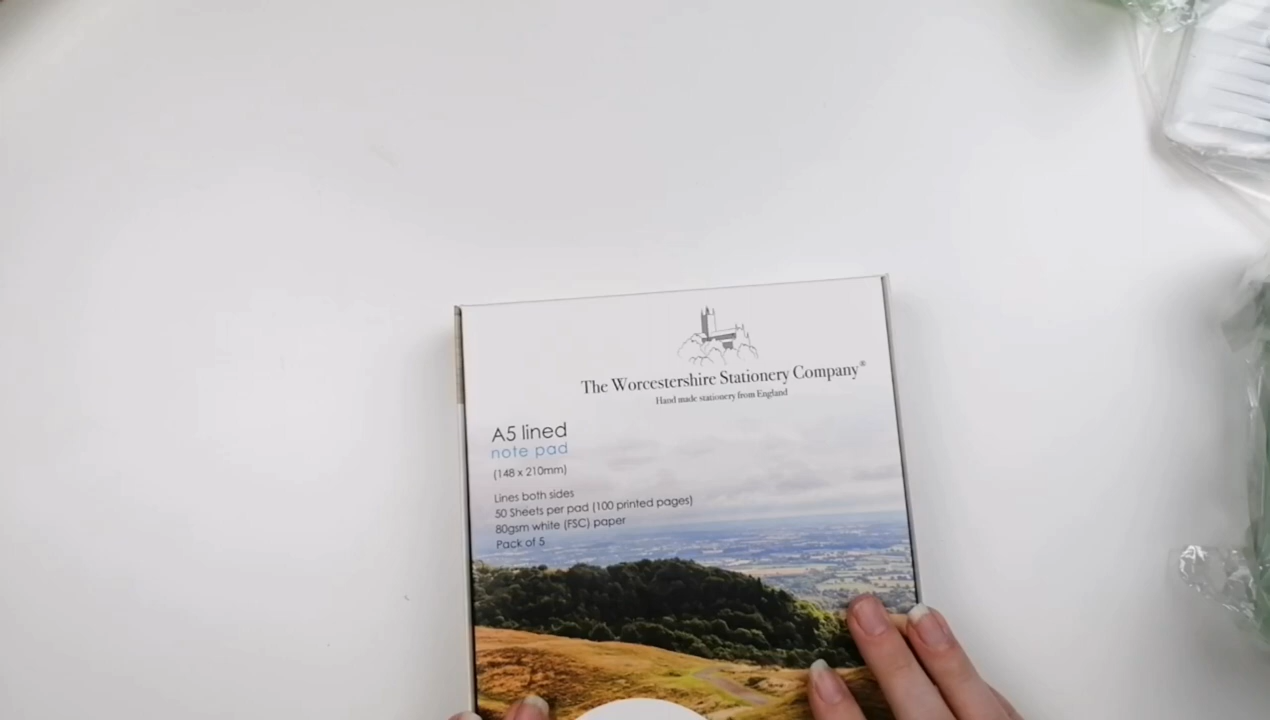 The Worcestershire Stationery Company®
Hand made stationery from England
A5 lined
note pad
(148 x 210mm)
Lines both sides
50 Sheets per pad (100 printed pages)
80gsm white (FSC) paper
Pack of 5